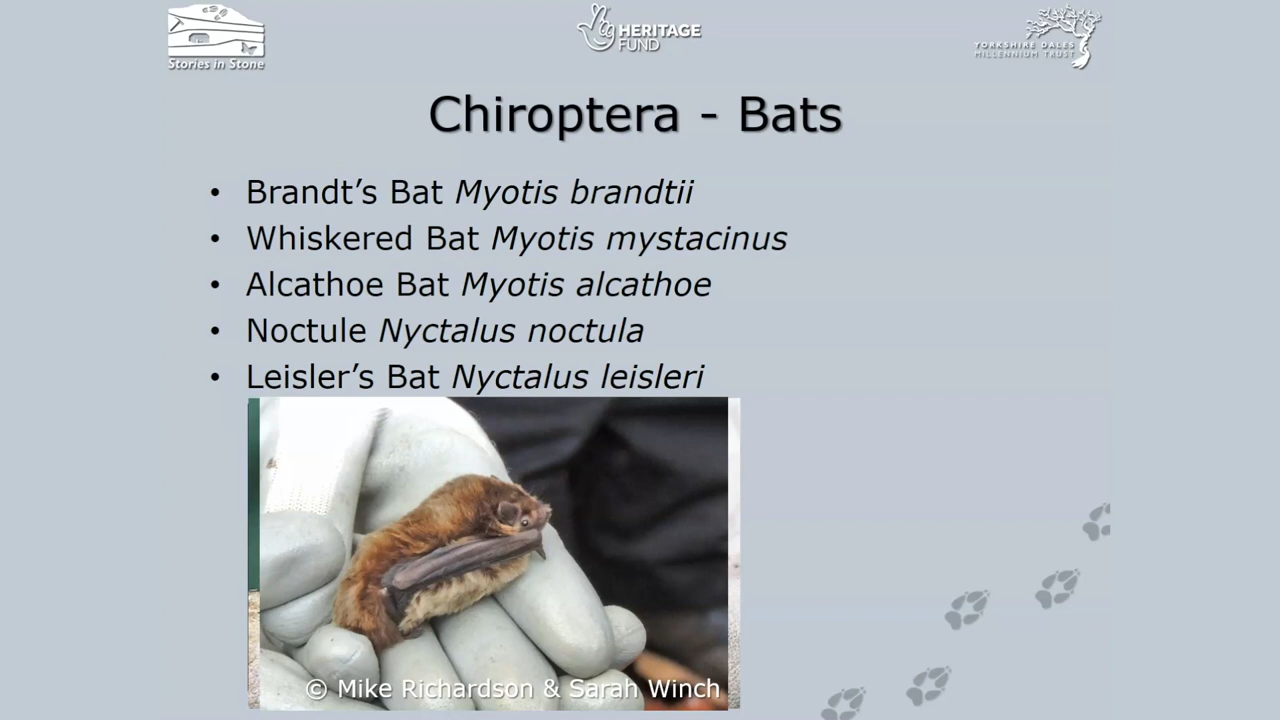 Stories in Stone
HERITAGE
FUND
YORKSHIRE DALES
MILLENNIUM TRUST
Chiroptera - Bats
• Brandt’s Bat Myotis brandtii
• Whiskered Bat Myotis mystacinus
• Alcathoe Bat Myotis alcathoe
• Noctule Nyctalus noctula
• Leisler’s Bat Nyctalus leisleri
© Mike Richardson & Sarah Winch